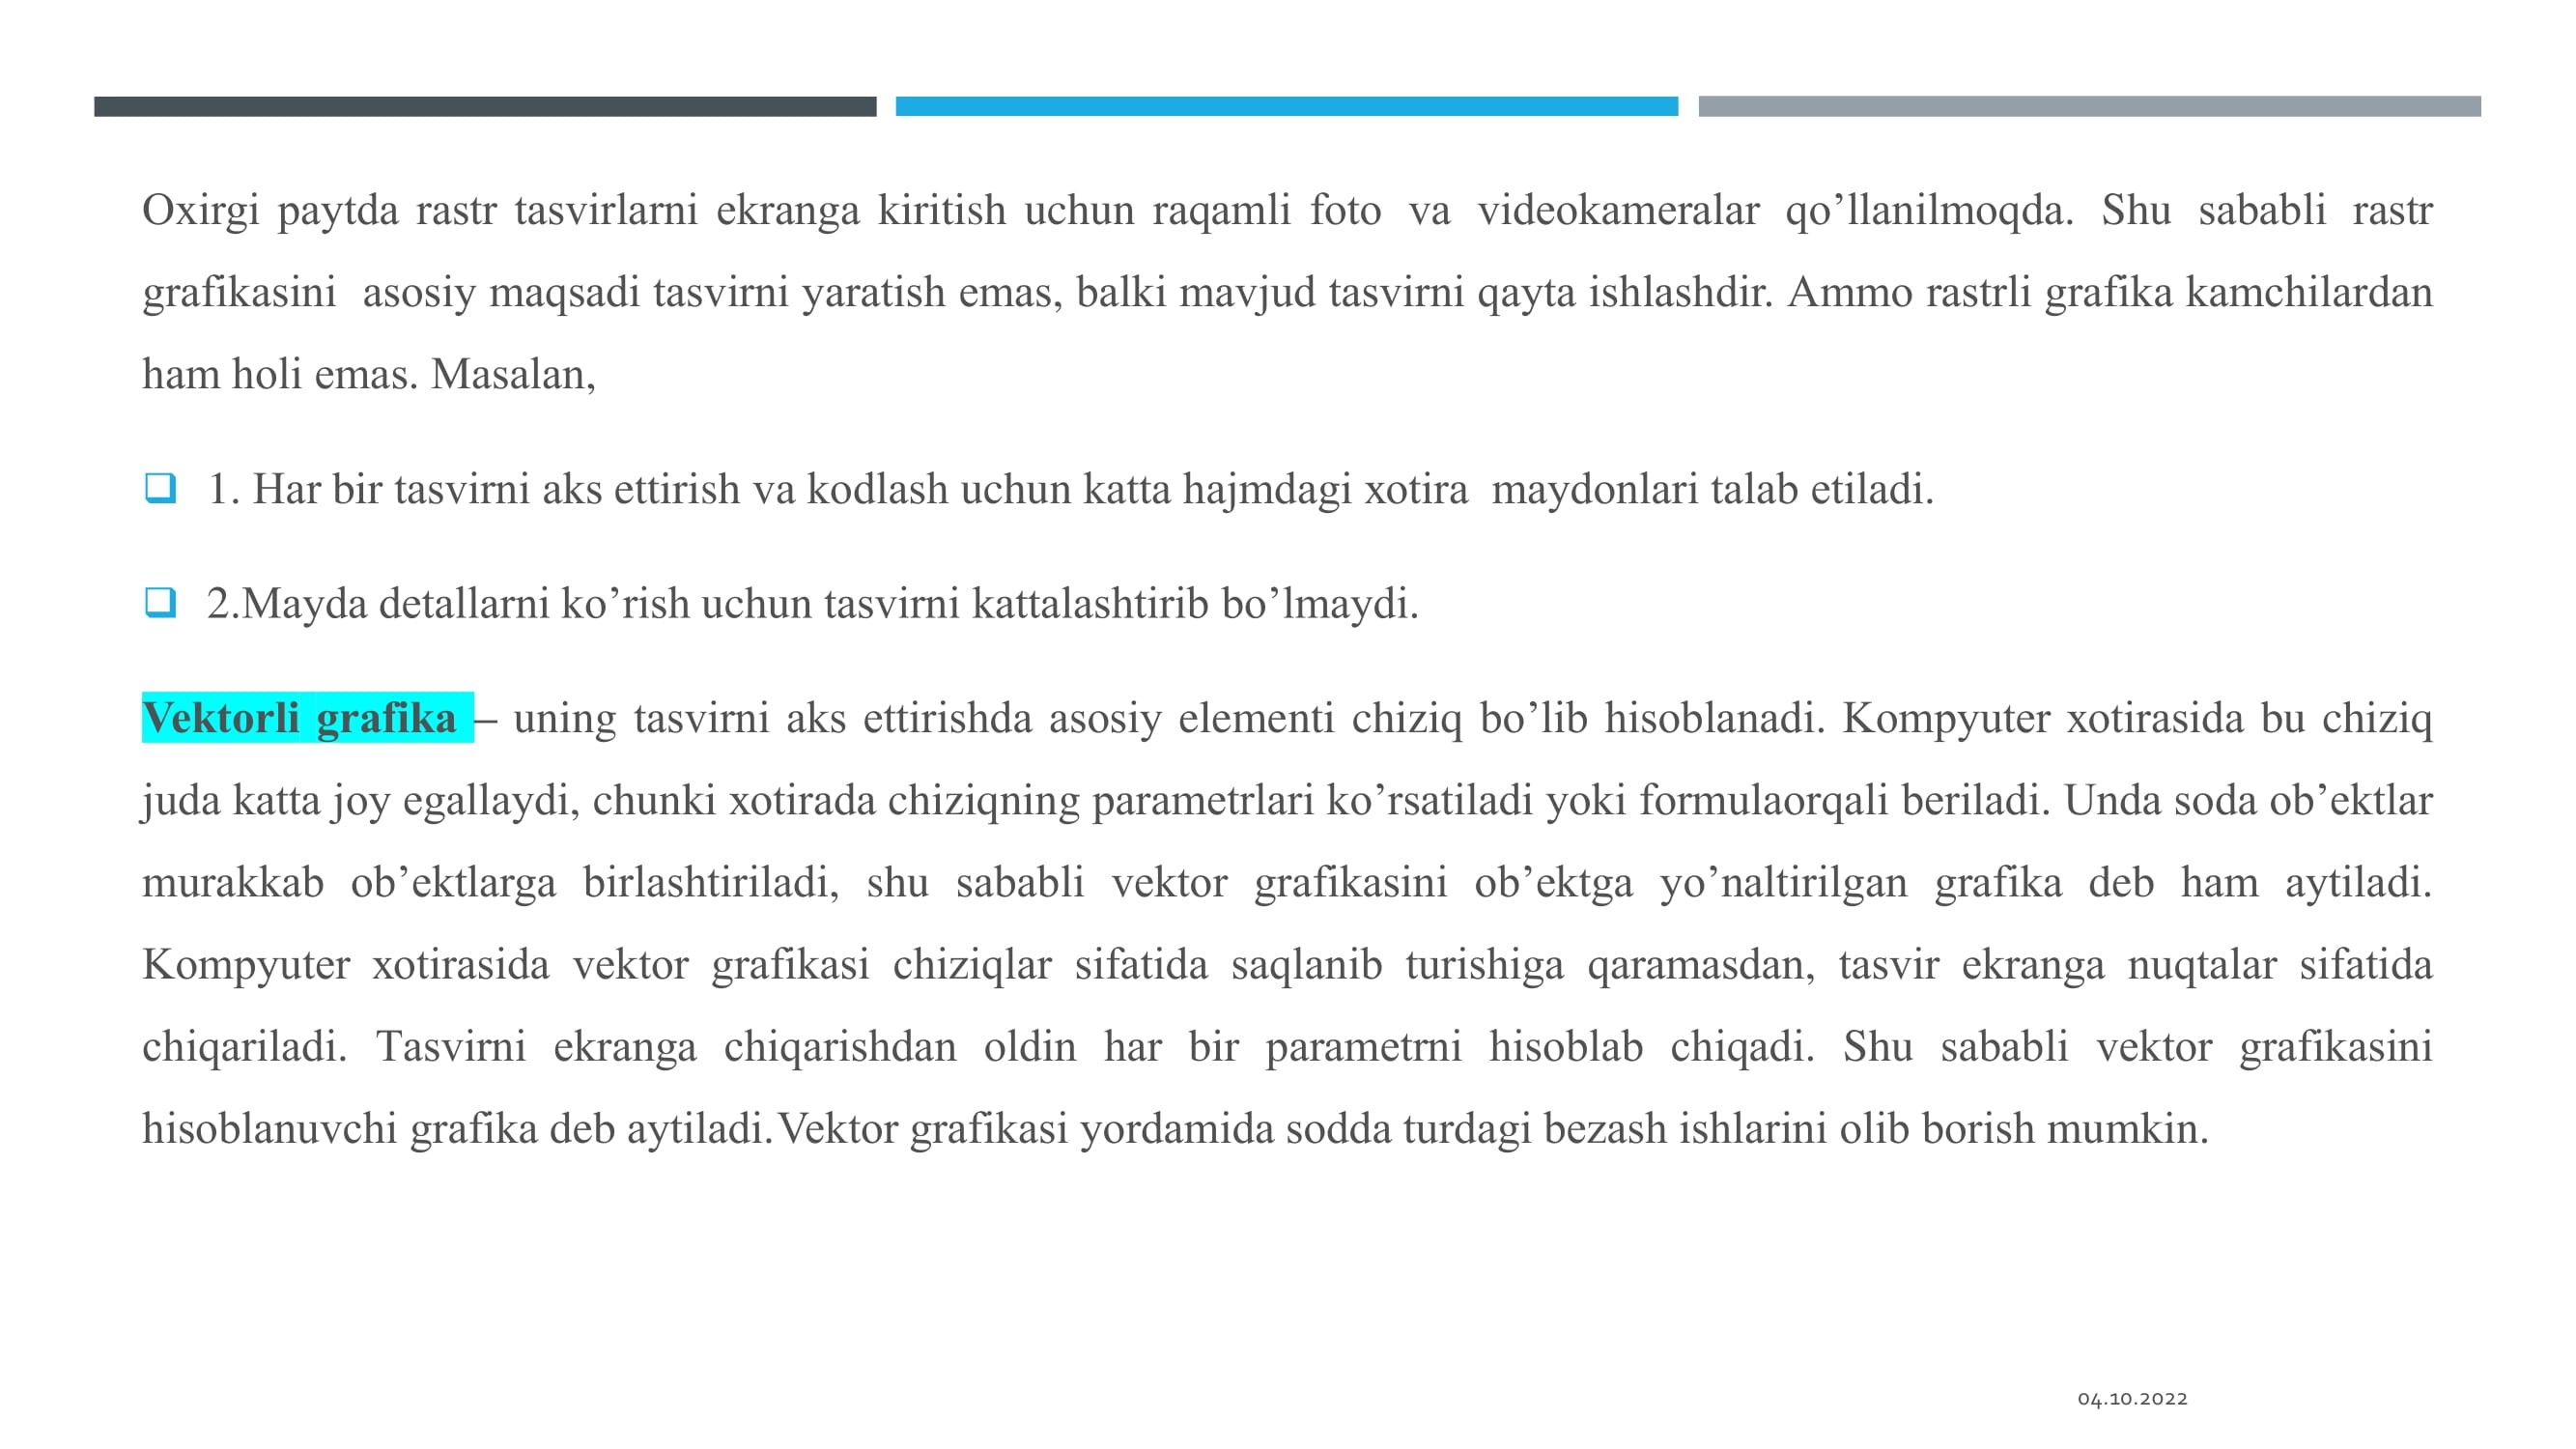 Oxirgi paytda rastr tasvirlarni ekranga kiritish uchun raqamli foto va videokameralar qo’llanilmoqda. Shu sababli rastr
grafikasini asosiy maqsadi tasvirni yaratish emas, balki mavjud tasvirni qayta ishlashdir. Ammo rastrli grafika kamchilardan
ham holi emas. Masalan,
❑ 1. Har bir tasvirni aks ettirish va kodlash uchun katta hajmdagi xotira maydonlari talab etiladi.
❑ 2.Mayda detallarni ko’rish uchun tasvirni kattalashtirib bo’lmaydi.
Vektorli grafika – uning tasvirni aks ettirishda asosiy elementi chiziq bo’lib hisoblanadi. Kompyuter xotirasida bu chiziq
juda katta joy egallaydi, chunki xotirada chiziqning parametrlari ko’rsatiladi yoki formulaorqali beriladi. Unda soda ob’ektlar
murakkab ob’ektlarga birlashtiriladi, shu sababli vektor grafikasini ob’ektga yo’naltirilgan grafika deb ham aytiladi.
Kompyuter xotirasida vektor grafikasi chiziqlar sifatida saqlanib turishiga qaramasdan, tasvir ekranga nuqtalar sifatida
chiqariladi. Tasvirni ekranga chiqarishdan oldin har bir parametrni hisoblab chiqadi. Shu sababli vektor grafikasini
hisoblanuvchi grafika deb aytiladi.Vektor grafikasi yordamida sodda turdagi bezash ishlarini olib borish mumkin.
04.10.2022